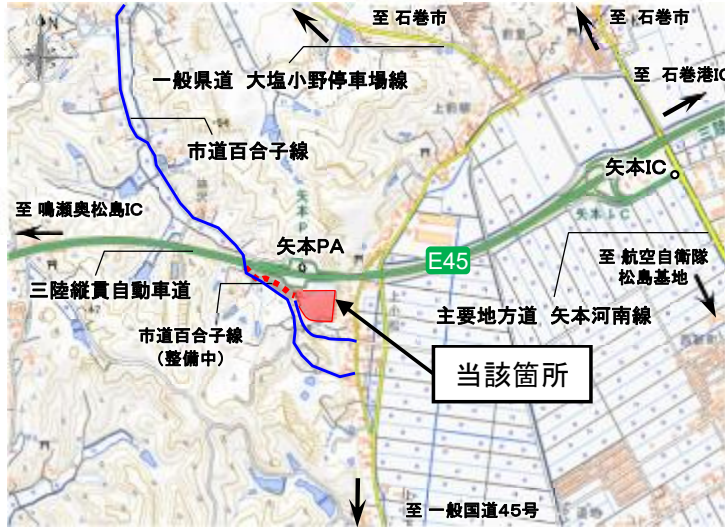 N
至 石巻市
至 石巻市
至 石巻港IC
一般県道 大塩小野停車場線
市道百合子線
矢本IC
至 鳴瀬奥松島IC
矢本PA
E45
至 航空自衛隊
松島基地
三陸縦貫自動車道
主要地方道 矢本河南線
市道百合子線
(整備中)
当該箇所
至 一般国道45号